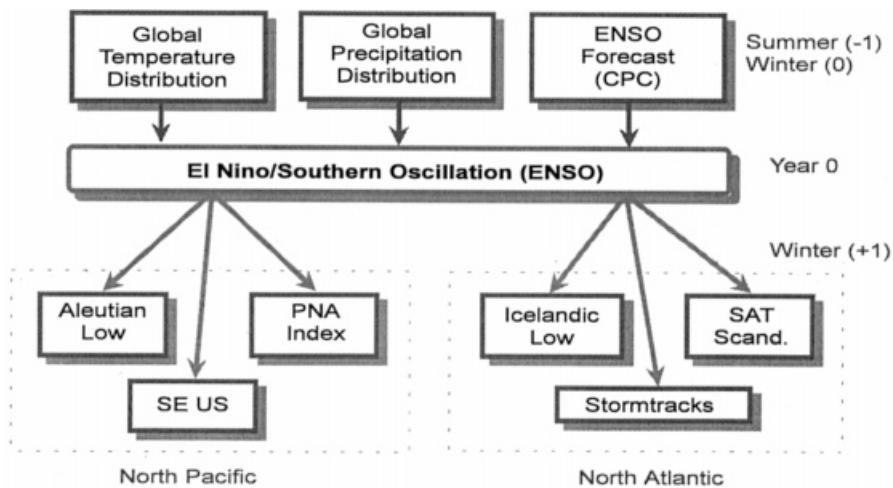 Global
Temperature
Distribution
Global
Precipitation
Distribution
ENSO
Forecast
(CPC)
Summer (-1)
Winter (0)
El Nino/Southern Oscillation (ENSO)
Year 0
Winter (+1)
Aleutian
Low
PNA
Index
SE US
Icelandic
Low
SAT
Scand.
Stormtracks
North Pacific
North Atlantic